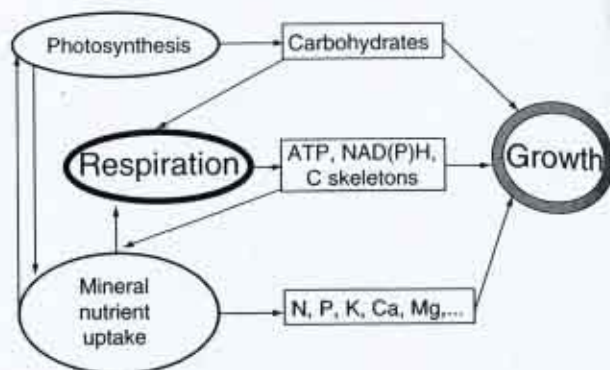 Photosynthesis
Carbohydrates
Respiration
ATP, NAD(P)H,
C skeletons
Growth
Mineral
nutrient
uptake
N, P, K, Ca, Mg,...